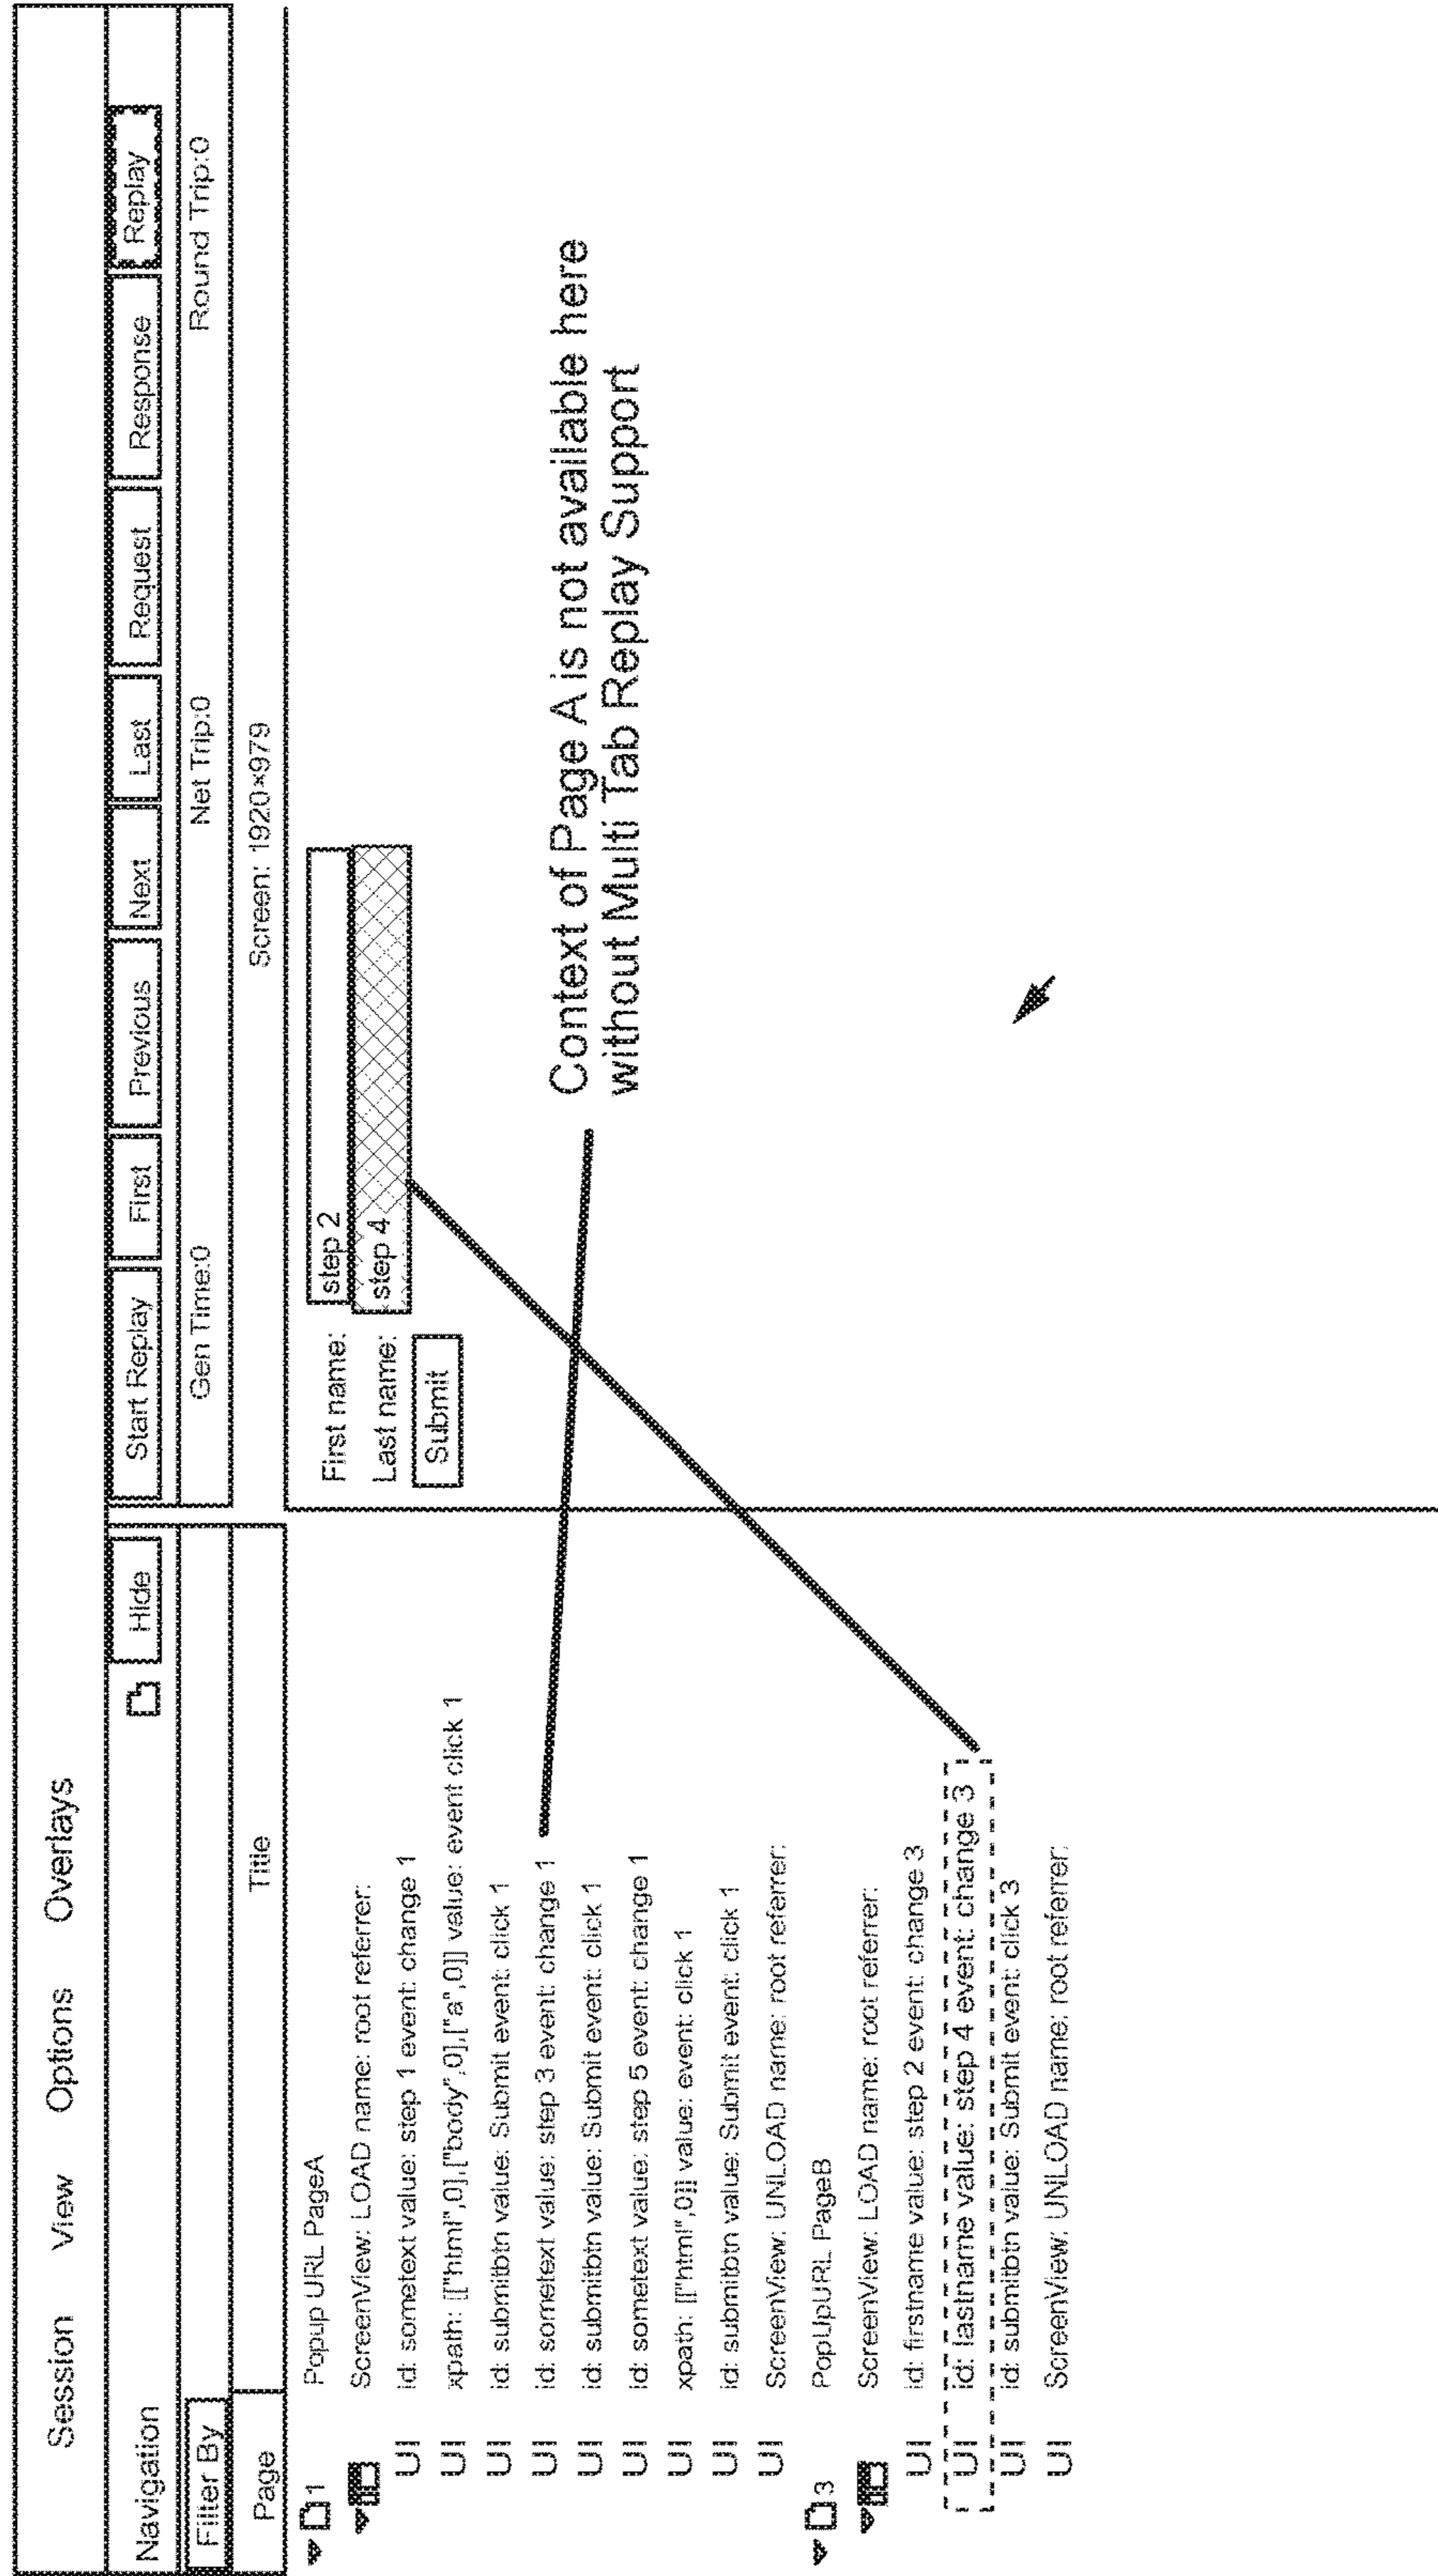 Session View Options Overlays
Navigation Hide Start Replay First Previous Next Last Request Response Replay
Filter By Gen Time:0 Net Trip:0 Round Trip:0
Page Title Screen: 1920×979
1 Popup URL PageA
ScreenView: LOAD name: root referrer:
UI id: sometext value: step 1 event: change 1
UI xpath: [["html",0],["body",0],["a",0]] value: event click 1
UI id: submitbtn value: Submit event: click 1
UI id: sometext value: step 3 event: change 1
UI id: submitbtn value: Submit event: click 1
UI id: sometext value: step 5 event: change 1
UI xpath: [["html",0]] value: event: click 1
UI id: submitbtn value: Submit event: click 1
UI ScreenView: UNLOAD name: root referrer:
3 PopUpURL PageB
ScreenView: LOAD name: root referrer:
UI id: firstname value: step 2 event: change 3
UI id: lastname value: step 4 event: change 3
UI id: submitbtn value: Submit event: click 3
UI ScreenView: UNLOAD name: root referrer:
First name: step 2
Last name: step 4
Submit
Context of Page A is not available here
without Multi Tab Replay Support